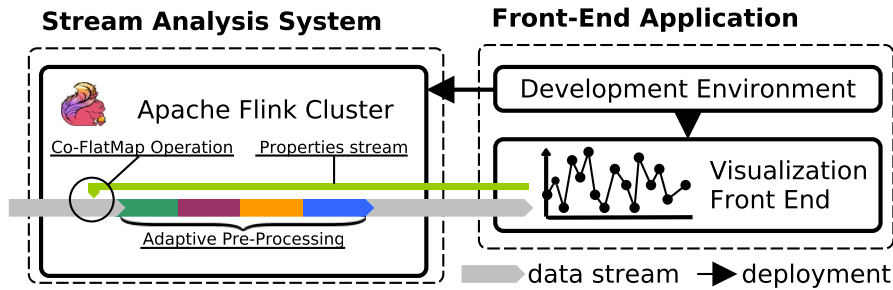 Stream Analysis System
Front-End Application
Apache Flink Cluster
Co-FlatMap Operation
Properties stream
Adaptive Pre-Processing
Development Environment
Visualization
Front End
data stream
deployment